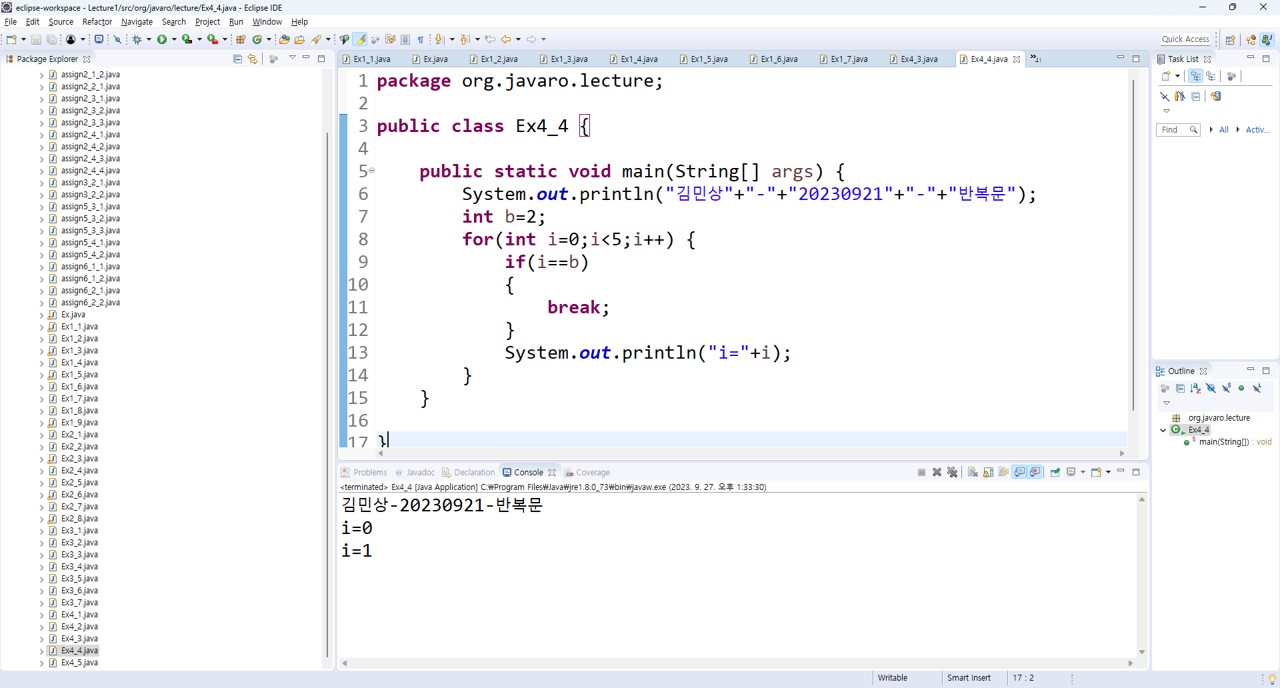 eclipse-workspace - Lecture1/src/org/javaro/lecture/Ex4_4.java - Eclipse IDE
File Edit Source Refactor Navigate Search Project Run Window Help
Quick Access
Package Explorer
assign2_1_2.java
assign2_2_1.java
assign2_2_2.java
assign2_3_1.java
assign2_3_2.java
assign2_3_3.java
assign2_4_1.java
assign2_4_2.java
assign2_4_3.java
assign2_4_4.java
assign3_2_1.java
assign3_2_2.java
assign5_3_1.java
assign5_3_2.java
assign5_3_3.java
assign5_4_1.java
assign5_4_2.java
assign6_1_1.java
assign6_1_2.java
assign6_2_1.java
assign6_2_2.java
Ex.java
Ex1_1.java
Ex1_2.java
Ex1_3.java
Ex1_4.java
Ex1_5.java
Ex1_6.java
Ex1_7.java
Ex1_8.java
Ex1_9.java
Ex2_1.java
Ex2_2.java
Ex2_3.java
Ex2_4.java
Ex2_5.java
Ex2_6.java
Ex2_7.java
Ex2_8.java
Ex3_1.java
Ex3_2.java
Ex3_3.java
Ex3_4.java
Ex3_5.java
Ex3_6.java
Ex3_7.java
Ex4_1.java
Ex4_2.java
Ex4_3.java
Ex4_4.java
Ex4_5.java
Ex1_1.java Ex.java Ex1_2.java Ex1_3.java Ex1_4.java Ex1_5.java Ex1_6.java Ex1_7.java Ex4_3.java Ex4_4.java
1 package org.javaro.lecture;
2
3 public class Ex4_4 {
4
5 public static void main(String[] args) {
6 System.out.println("김민상"+"-"+"20230921"+"-"+"반복문");
7 int b=2;
8 for(int i=0;i<5;i++) {
9 if(i==b)
10 {
11 break;
12 }
13 System.out.println("i="+i);
14 }
15 }
16
17 }
Problems Javadoc Declaration Console Coverage
<terminated> Ex4_4 [Java Application] C:₩Program Files₩Java₩jre1.8.0_73₩bin₩javaw.exe (2023. 9. 27. 오후 1:33:30)
김민상-20230921-반복문
i=0
i=1
Task List
Find All Activ...
Outline
org.javaro.lecture
Ex4_4
main(String[]) : void
Writable Smart Insert 17 : 2